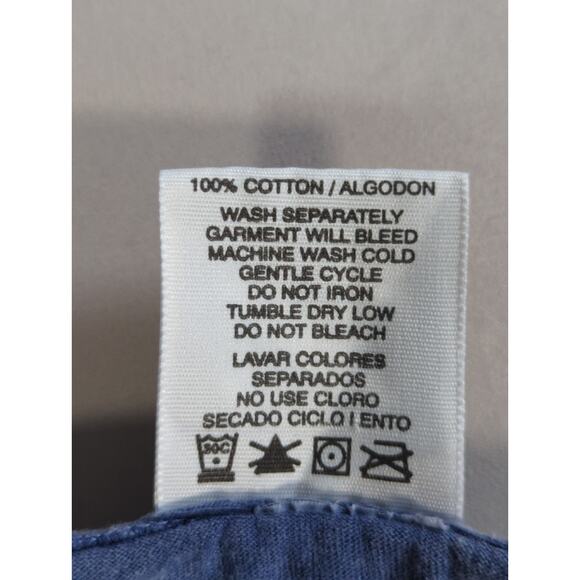 100% COTTON / ALGODON
WASH SEPARATELY
GARMENT WILL BLEED
MACHINE WASH COLD
GENTLE CYCLE
DO NOT IRON
TUMBLE DRY LOW
DO NOT BLEACH
LAVAR COLORES
SEPARADOS
NO USE CLORO
SECADO CICLO LENTO
30C